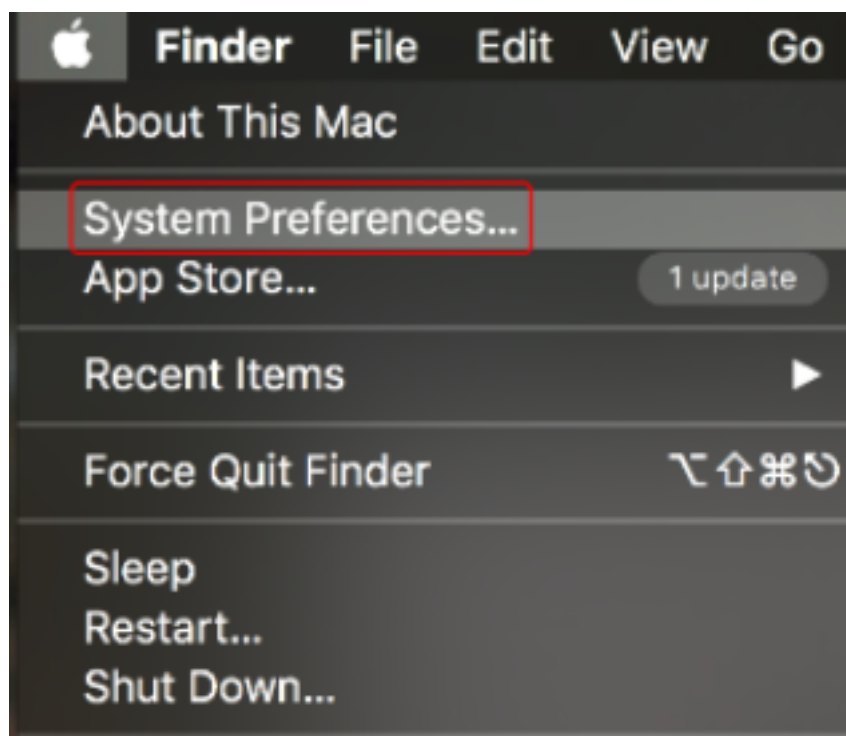 Finder File Edit View Go
About This Mac
System Preferences...
App Store... 1 update
Recent Items ▶
Force Quit Finder ⌥⇧⌘⎋
Sleep
Restart...
Shut Down...